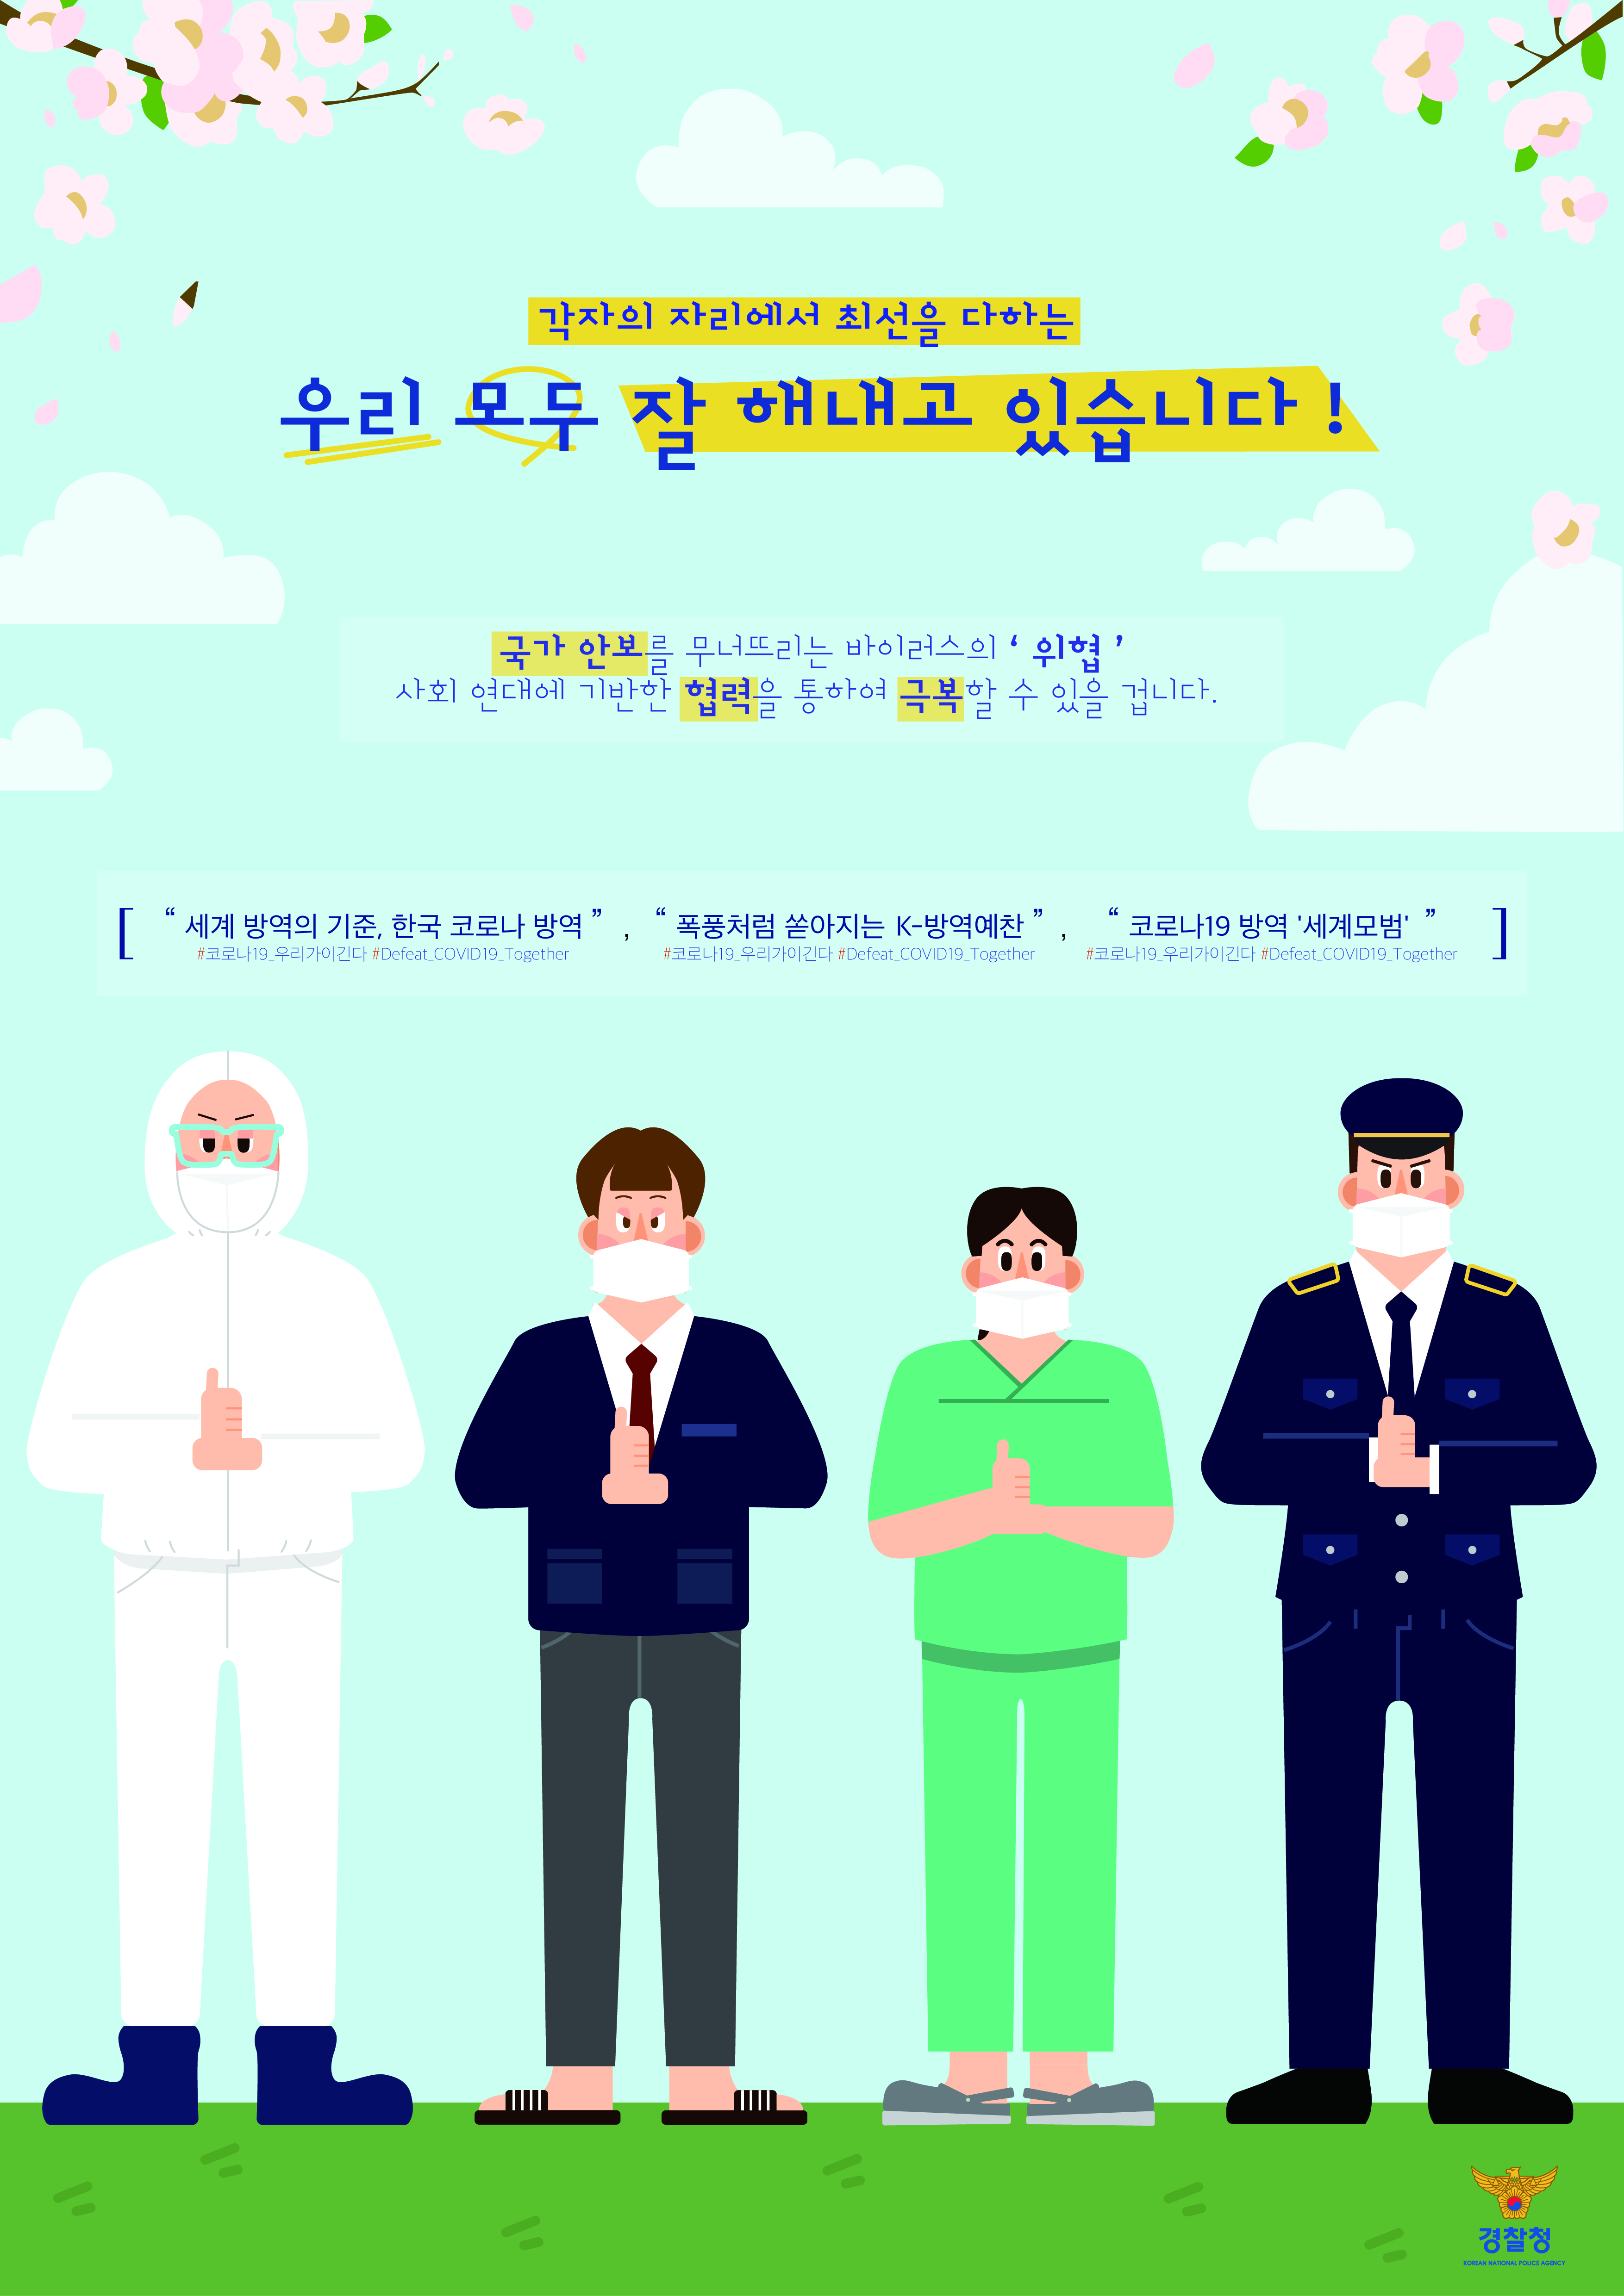 각자의 자리에서 최선을 다하는
우리 모두 잘 해내고 있습니다 !
국가 안보를 무너뜨리는 바이러스의 ‘ 위협 ’
사회 연대에 기반한 협력을 통하여 극복할 수 있을 겁니다.
[ “ 세계 방역의 기준, 한국 코로나 방역 ” , “ 폭풍처럼 쏟아지는 K-방역예찬 ” , “ 코로나19 방역 '세계모범' ” ]
#코로나19_우리가이긴다 #Defeat_COVID19_Together #코로나19_우리가이긴다 #Defeat_COVID19_Together #코로나19_우리가이긴다 #Defeat_COVID19_Together
경찰청
KOREAN NATIONAL POLICE AGENCY